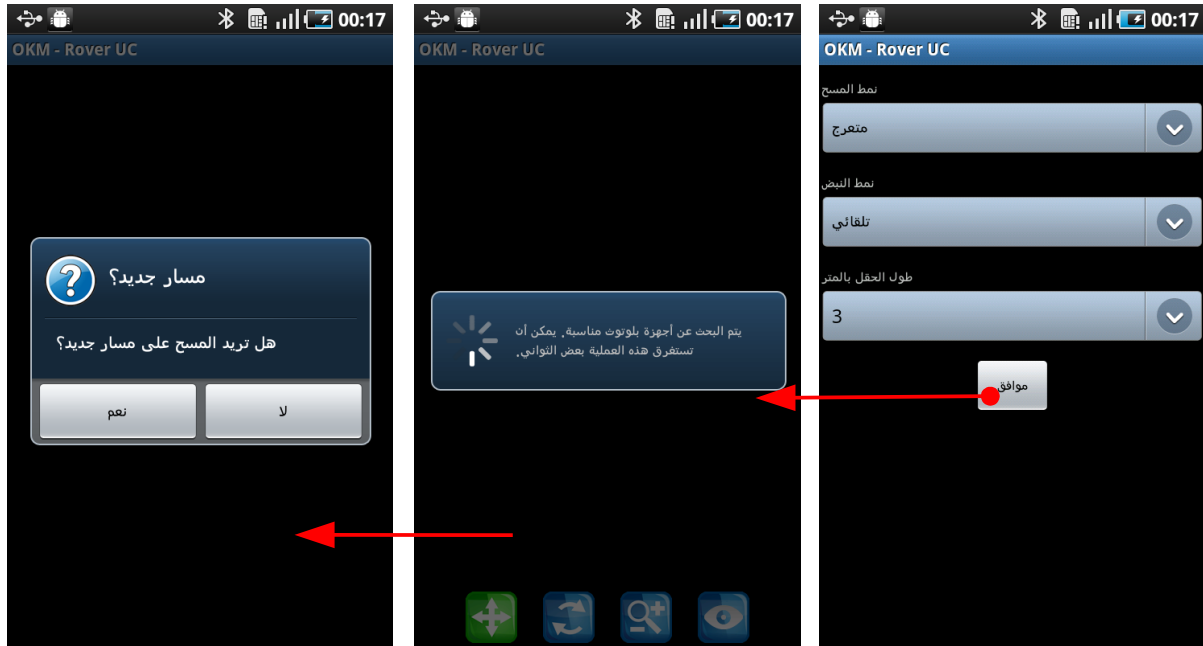 00:17
OKM - Rover UC
نمط المسح
متعرج
نمط النبض
تلقائي
طول الحقل بالمتر
3
موافق
00:17
OKM - Rover UC
يتم البحث عن أجهزة بلوتوث مناسبة. يمكن أن
تستغرق هذه العملية بعض الثواني.
00:17
OKM - Rover UC
مسار جديد؟
هل تريد المسح على مسار جديد؟
لا
نعم